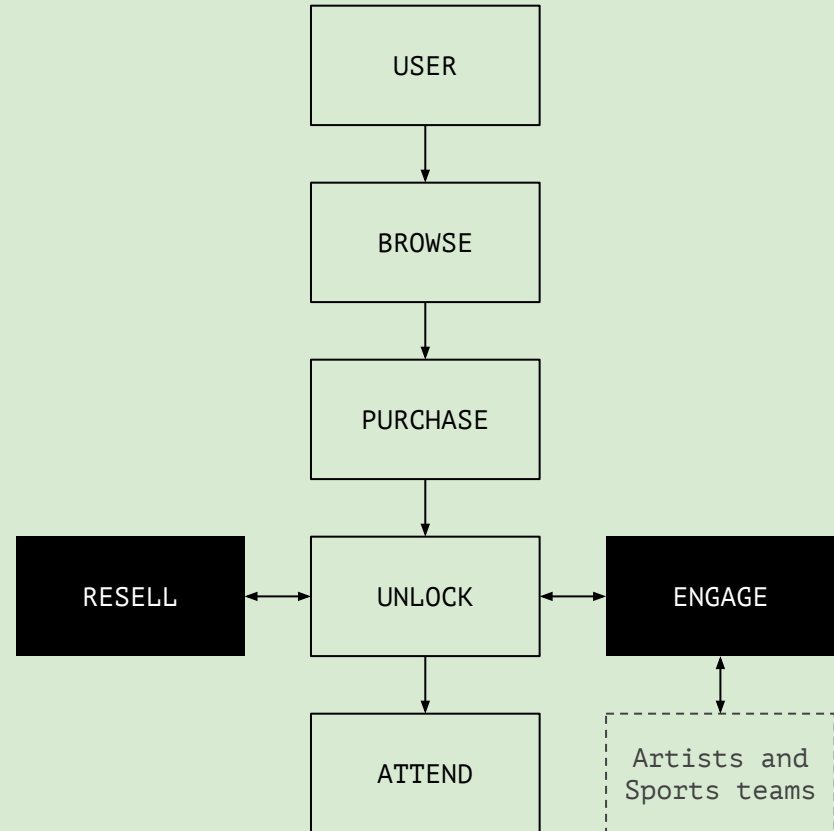 USER
BROWSE
PURCHASE
RESELL
UNLOCK
ENGAGE
ATTEND
Artists and
Sports teams